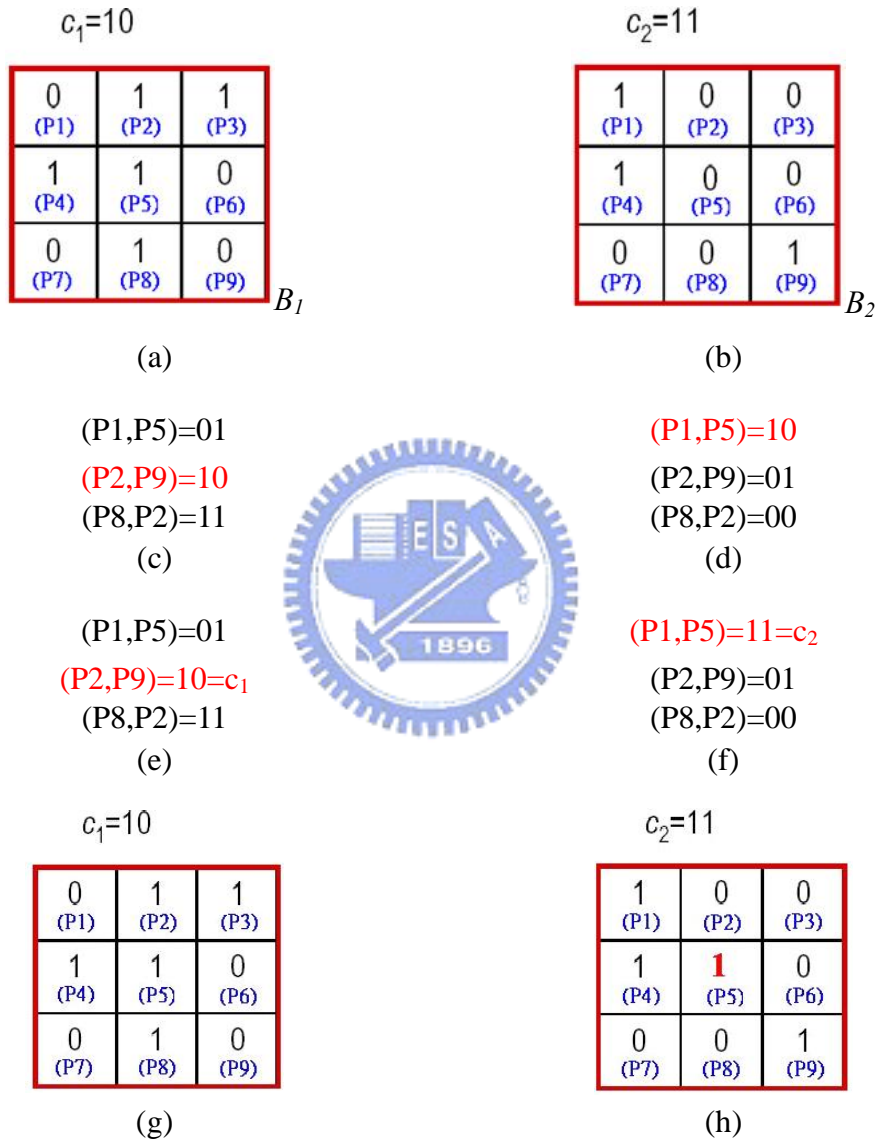 c1=10
c2=11
0 1 1
(P1) (P2) (P3)
1 1 0
(P4) (P5) (P6)
0 1 0
(P7) (P8) (P9)
B1
1 0 0
(P1) (P2) (P3)
1 0 0
(P4) (P5) (P6)
0 0 1
(P7) (P8) (P9)
B2
(a)
(b)
(P1,P5)=01
(P2,P9)=10
(P8,P2)=11
(c)
(P1,P5)=10
(P2,P9)=01
(P8,P2)=00
(d)
E S A
1896
(P1,P5)=01
(P2,P9)=10=c1
(P8,P2)=11
(e)
(P1,P5)=11=c2
(P2,P9)=01
(P8,P2)=00
(f)
c1=10
c2=11
0 1 1
(P1) (P2) (P3)
1 1 0
(P4) (P5) (P6)
0 1 0
(P7) (P8) (P9)
1 0 0
(P1) (P2) (P3)
1 1 0
(P4) (P5) (P6)
0 0 1
(P7) (P8) (P9)
(g)
(h)